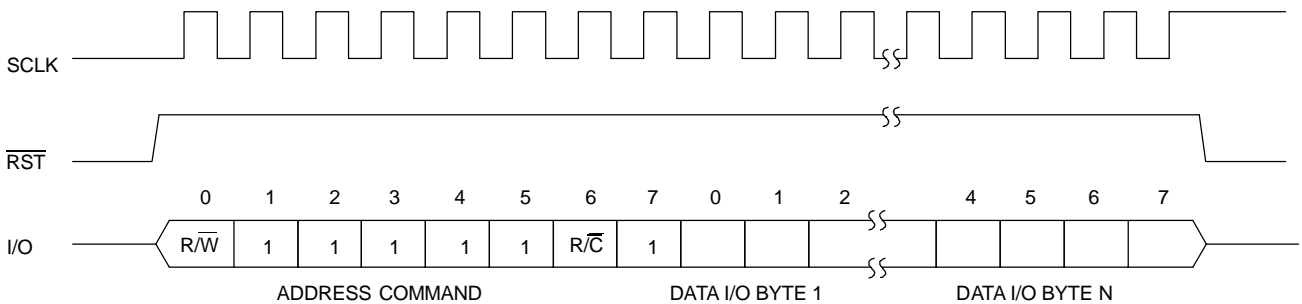 SCLK
RST
0 1 2 3 4 5 6 7 0 1 2 4 5 6 7
I/O R/W 1 1 1 1 1 R/C 1
ADDRESS COMMAND DATA I/O BYTE 1 DATA I/O BYTE N